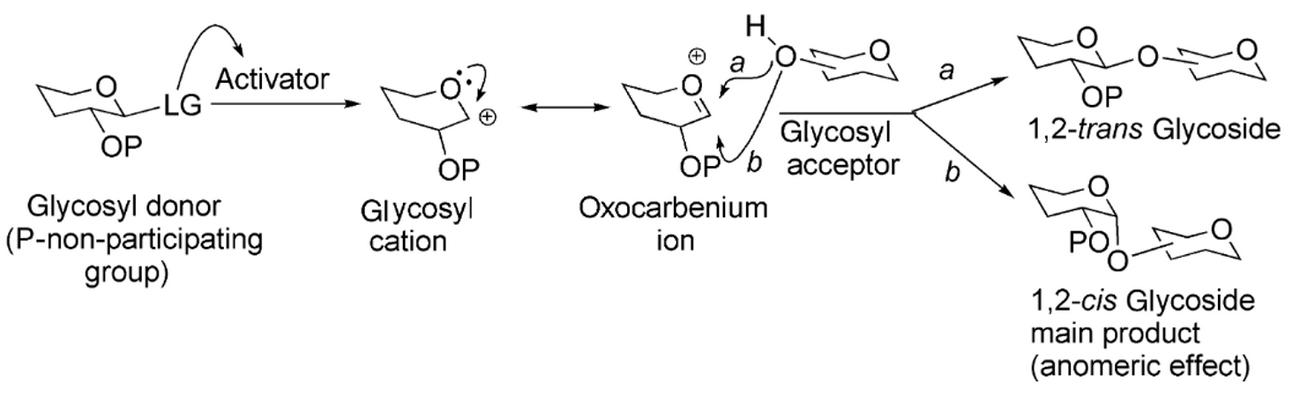 O
LG
Activator
OP
Glycosyl donor
(P-non-participating
group)
O
⊕
OP
Glycosyl
cation
⊕
O
OP
Oxocarbenium
ion
H
O
O
a
b
Glycosyl
acceptor
a
b
O
O
O
OP
1,2-trans Glycoside
O
PO
O
O
1,2-cis Glycoside
main product
(anomeric effect)